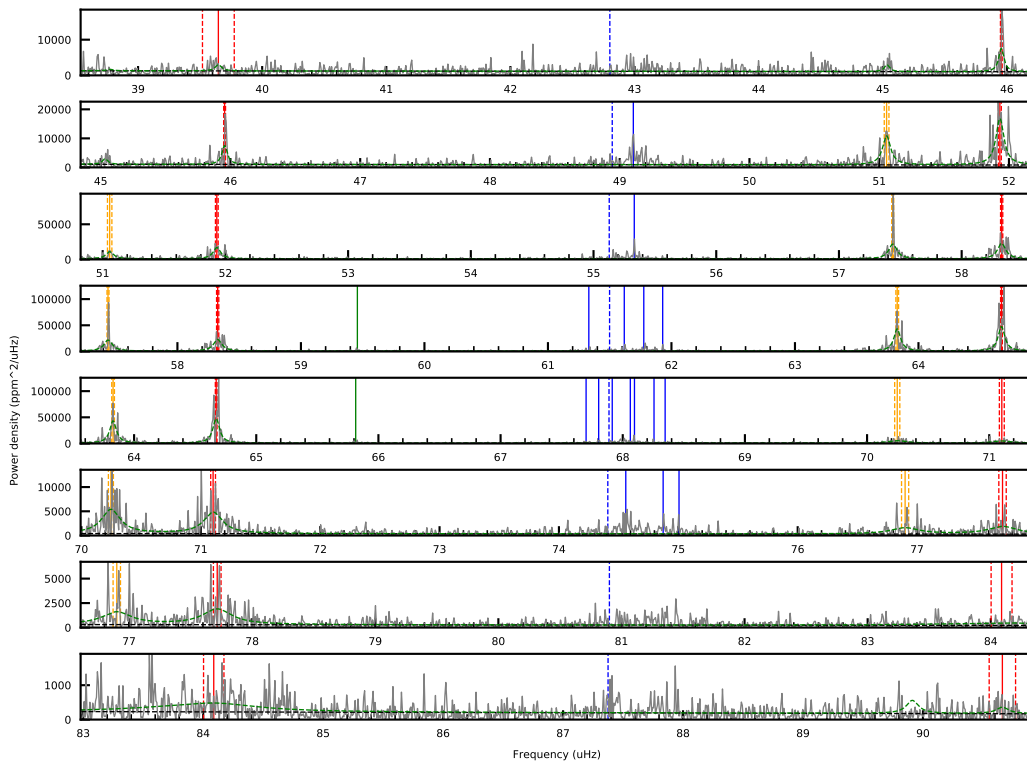 10000
0
39 40 41 42 43 44 45 46
20000
10000
0
45 46 47 48 49 50 51 52
50000
0
51 52 53 54 55 56 57 58
100000
50000
0
58 59 60 61 62 63 64
100000
50000
0
64 65 66 67 68 69 70 71
10000
5000
0
70 71 72 73 74 75 76 77
5000
2500
0
77 78 79 80 81 82 83 84
1000
0
83 84 85 86 87 88 89 90
Power density (ppm^2/uHz)
Frequency (uHz)